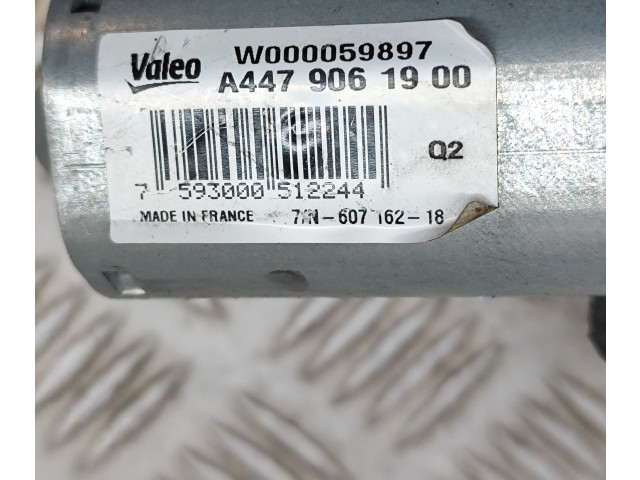 Valeo W000059897
A447 906 19 00
Q2
7 593000 512244
MADE IN FRANCE 7/N-607 162-18